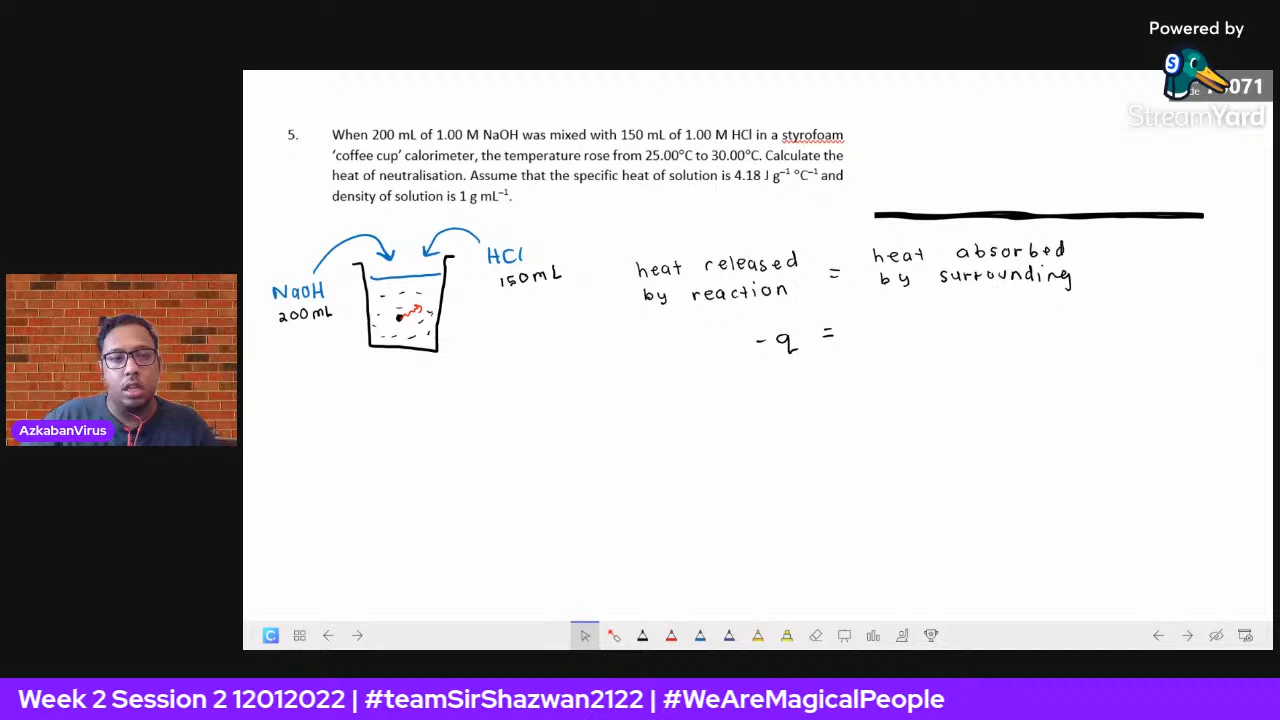 Powered by
071
StreamYard
5. When 200 mL of 1.00 M NaOH was mixed with 150 mL of 1.00 M HCl in a styrofoam
‘coffee cup’ calorimeter, the temperature rose from 25.00°C to 30.00°C. Calculate the
heat of neutralisation. Assume that the specific heat of solution is 4.18 J g⁻¹ °C⁻¹ and
density of solution is 1 g mL⁻¹.
NaOH
200mL
HCl
150mL
heat released
by reaction
=
heat absorbed
by surrounding
-q =
AzkabanVirus
Week 2 Session 2 12012022 | #teamSirShazwan2122 | #WeAreMagicalPeople